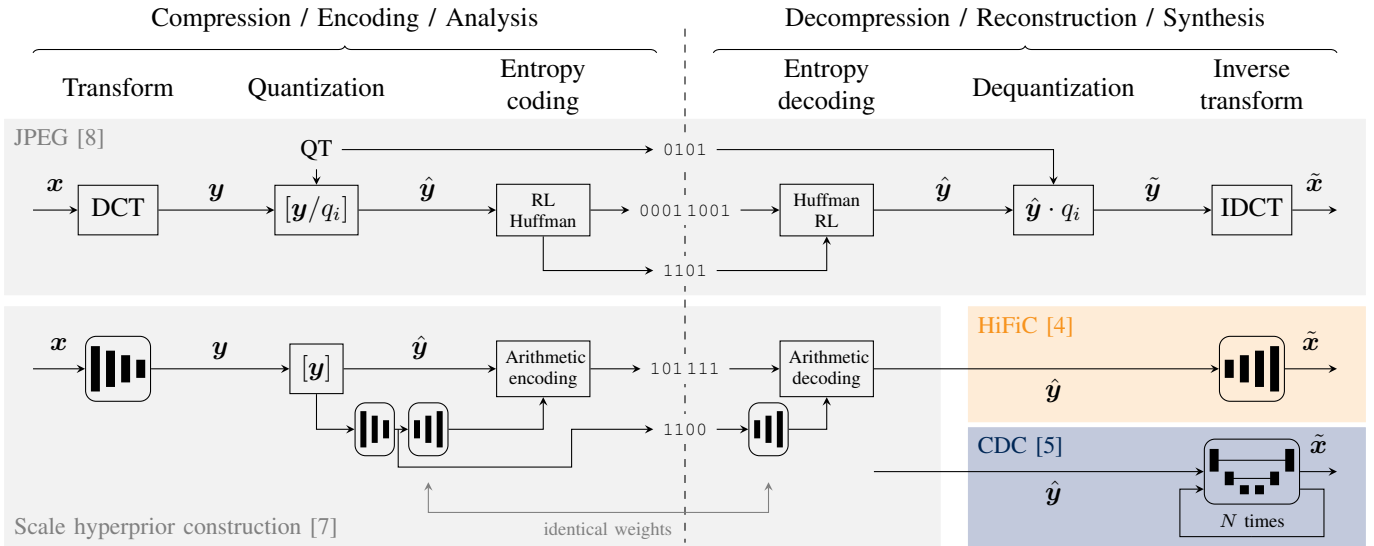 Compression / Encoding / Analysis
Decompression / Reconstruction / Synthesis
Transform
Quantization
Entropy
coding
Entropy
decoding
Dequantization
Inverse
transform
JPEG [8]
QT
0101
x
DCT
y
[y/qᵢ]
ŷ
RL
Huffman
0001 1001
Huffman
RL
ŷ
ŷ · qᵢ
ỹ
IDCT
x̃
1101
x
y
[y]
ŷ
Arithmetic
encoding
101 111
Arithmetic
decoding
HiFiC [4]
ŷ
x̃
1100
CDC [5]
ŷ
x̃
N times
Scale hyperprior construction [7]
identical weights